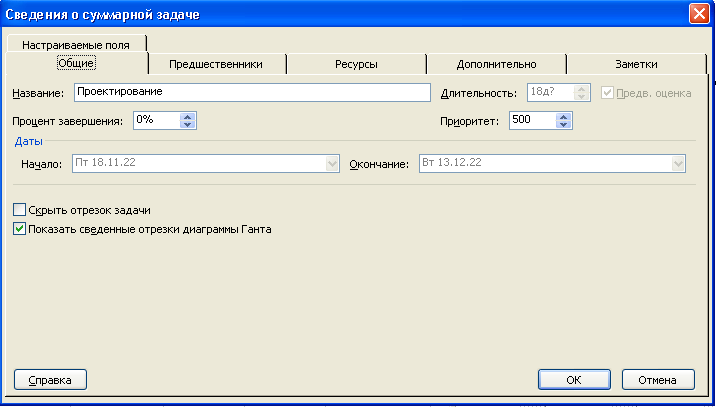 Сведения о суммарной задаче
Настраиваемые поля
Общие Предшественники Ресурсы Дополнительно Заметки
Название: Проектирование Длительность: 18д? Предв. оценка
Процент завершения: 0% Приоритет: 500
Даты
Начало: Пт 18.11.22 Окончание: Вт 13.12.22
Скрыть отрезок задачи
Показать сведенные отрезки диаграммы Ганта
Справка OK Отмена